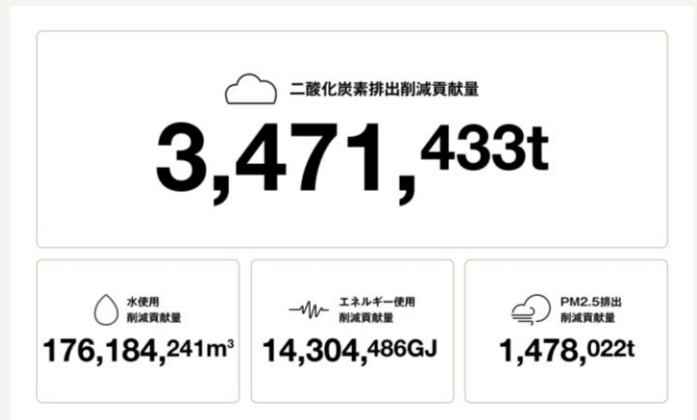 二酸化炭素排出削減貢献量
3,471,433t
水使用
削減貢献量
176,184,241m³
エネルギー使用
削減貢献量
14,304,486GJ
PM2.5排出
削減貢献量
1,478,022t